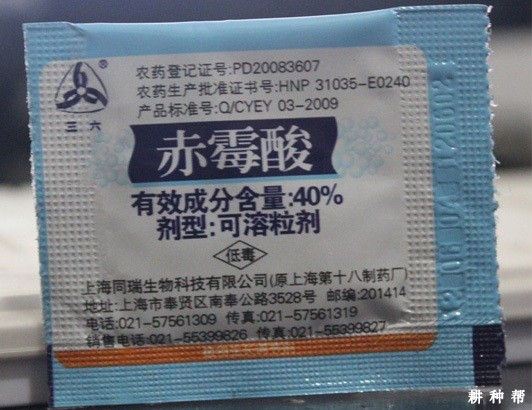 农药登记证号:PD20083607
农药生产批准证书号:HNP 31035-E0240
产品标准号:Q/CYEY 03-2009
®
三六
赤霉酸
有效成分含量:40%
剂型:可溶粒剂
低毒
上海同瑞生物科技有限公司(原上海第十八制药厂)
地址:上海市奉贤区南奉公路3528号 邮编:201414
电话:021-57561309 传真:021-57561319
销售电话:021-55399826 传真:021-55399827
耕种帮